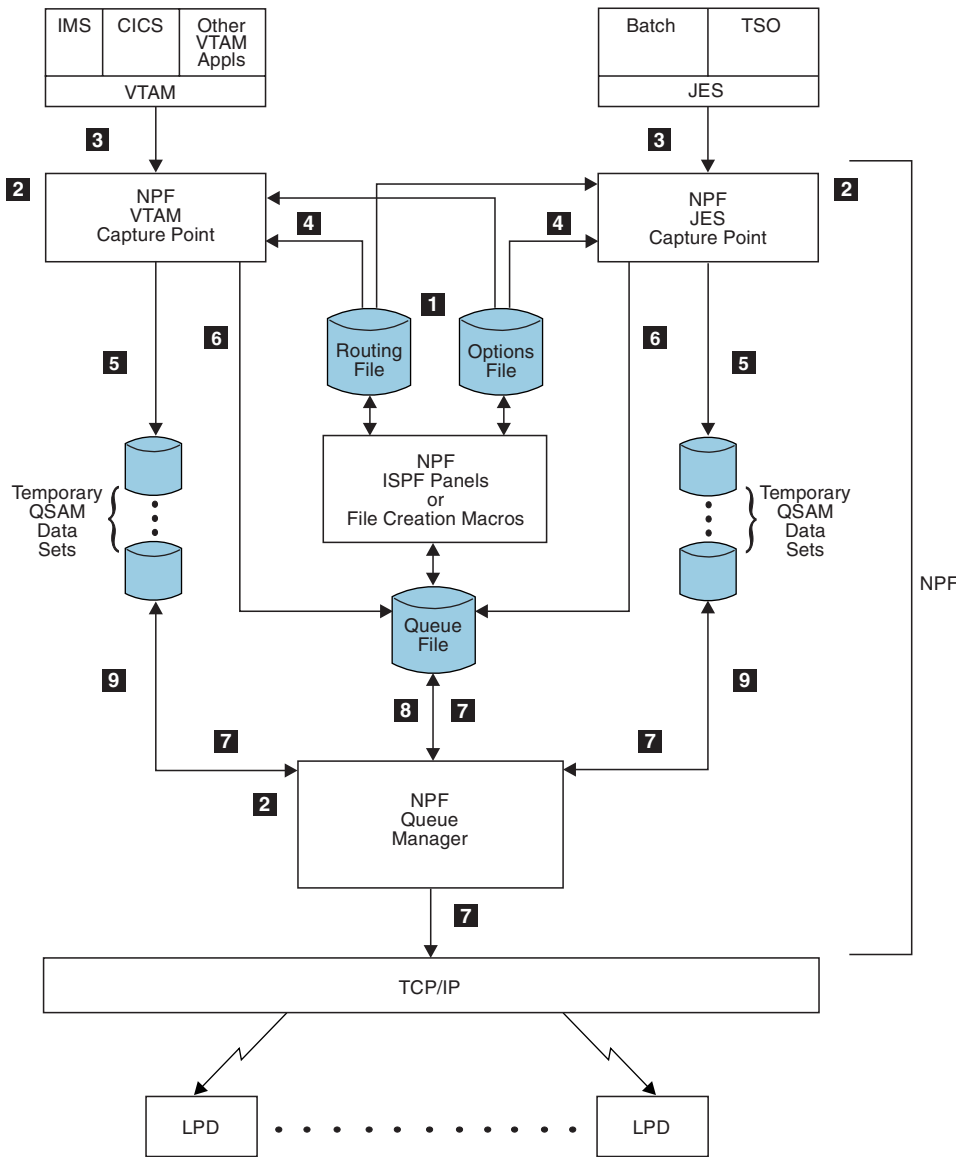 IMS
CICS
Other
VTAM
Appls
VTAM
Batch
TSO
JES
3
3
2
NPF
VTAM
Capture Point
4
4
NPF
JES
Capture Point
2
1
Routing
File
Options
File
6
6
5
5
NPF
ISPF Panels
or
File Creation Macros
Temporary
QSAM
Data
Sets
Temporary
QSAM
Data
Sets
NPF
Queue
File
9
8
7
9
7
7
2
NPF
Queue
Manager
7
TCP/IP
LPD
LPD